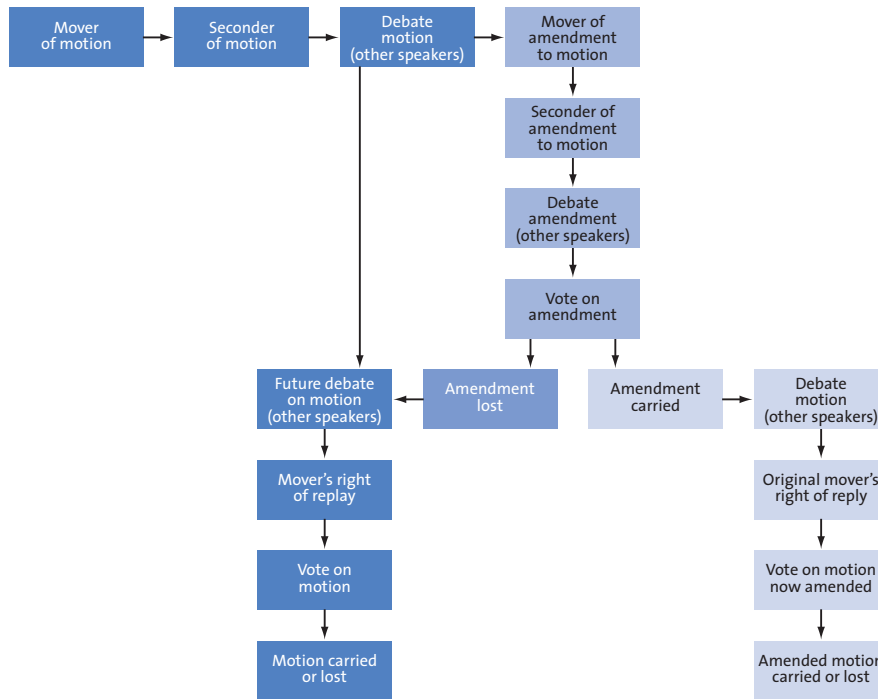 Mover
of motion
Seconder
of motion
Debate
motion
(other speakers)
Mover of
amendment
to motion
Seconder of
amendment
to motion
Debate
amendment
(other speakers)
Vote on
amendment
Future debate
on motion
(other speakers)
Amendment
lost
Amendment
carried
Debate
motion
(other speakers)
Mover's right
of replay
Original mover's
right of reply
Vote on
motion
Vote on motion
now amended
Motion carried
or lost
Amended motion
carried or lost